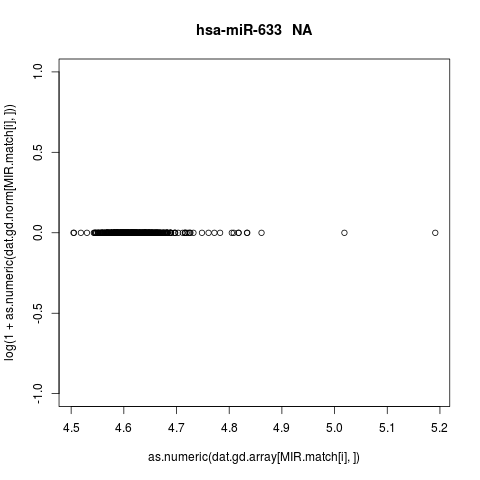 hsa-miR-633 NA
log(1 + as.numeric(dat.gd.norm[MIR.match[i], ]))
1.0
0.5
0.0
-0.5
-1.0
4.5 4.6 4.7 4.8 4.9 5.0 5.1 5.2
as.numeric(dat.gd.array[MIR.match[i], ])